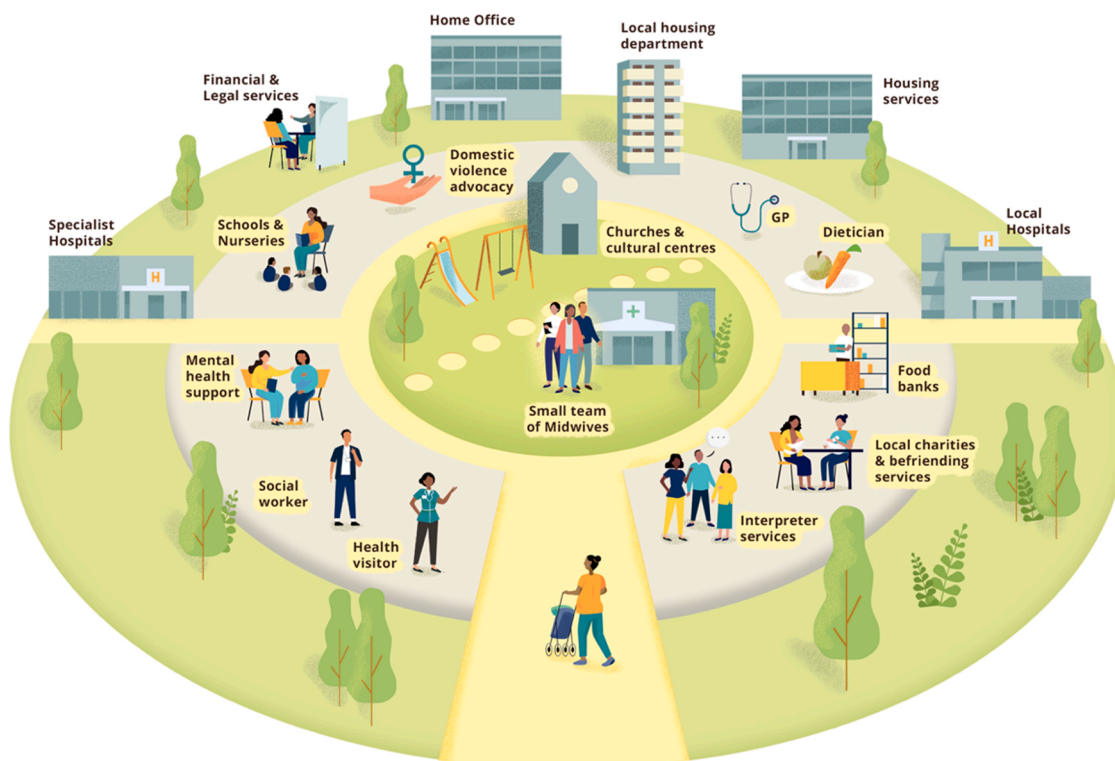 Home Office
Local housing
department
Financial &
Legal services
Housing
services
Domestic
violence
advocacy
GP
Schools &
Nurseries
Churches &
cultural centres
Dietician
Specialist
Hospitals
Local
Hospitals
H
H
Mental
health
support
Small team
of Midwives
Food
banks
Local charities
& befriending
services
Social
worker
Interpreter
services
Health
visitor